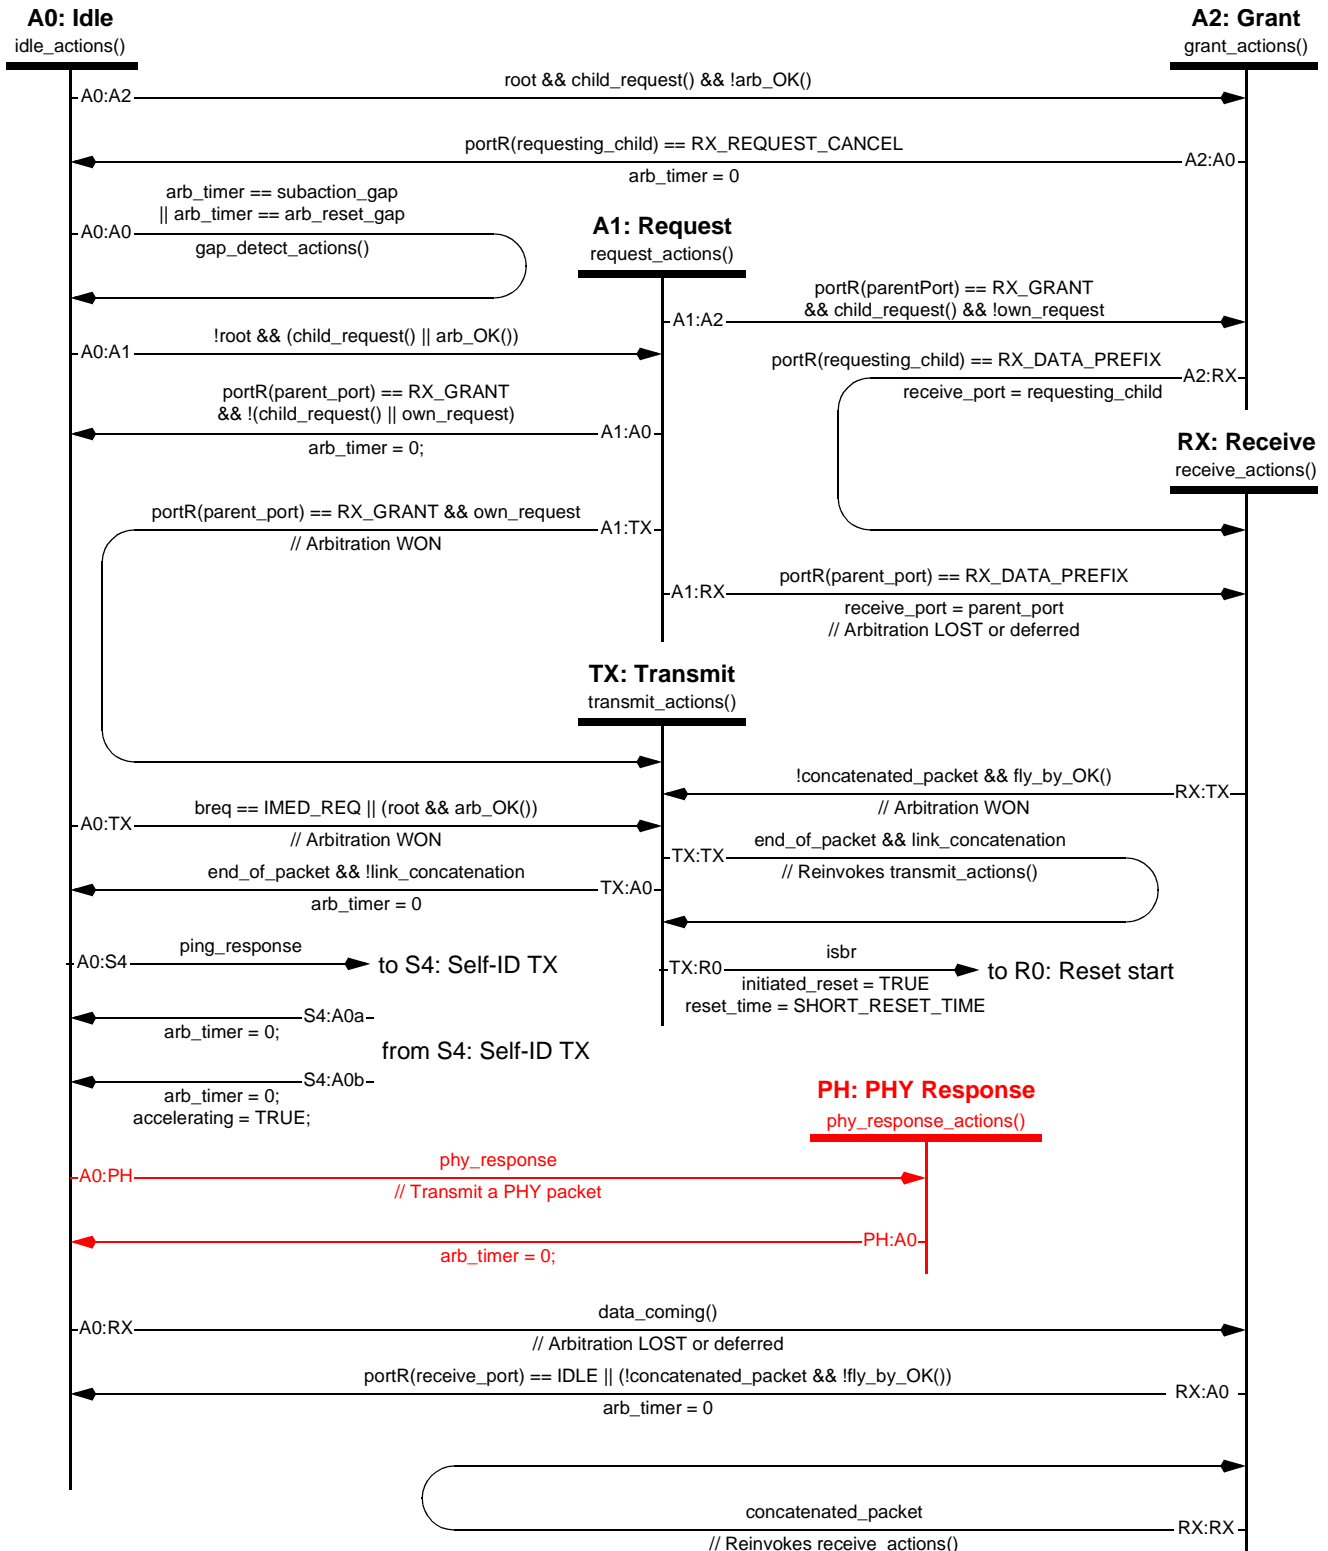 A0: Idle
idle_actions()
A2: Grant
grant_actions()
root && child_request() && !arb_OK()
A0:A2
portR(requesting_child) == RX_REQUEST_CANCEL
A2:A0
arb_timer = 0
arb_timer == subaction_gap
|| arb_timer == arb_reset_gap
A0:A0
gap_detect_actions()
A1: Request
request_actions()
portR(parentPort) == RX_GRANT
&& child_request() && !own_request
A1:A2
!root && (child_request() || arb_OK())
A0:A1
portR(requesting_child) == RX_DATA_PREFIX
A2:RX
receive_port = requesting_child
portR(parent_port) == RX_GRANT
&& !(child_request() || own_request)
A1:A0
arb_timer = 0;
RX: Receive
receive_actions()
portR(parent_port) == RX_GRANT && own_request
A1:TX
// Arbitration WON
portR(parent_port) == RX_DATA_PREFIX
A1:RX
receive_port = parent_port
// Arbitration LOST or deferred
TX: Transmit
transmit_actions()
!concatenated_packet && fly_by_OK()
RX:TX
// Arbitration WON
breq == IMED_REQ || (root && arb_OK())
A0:TX
// Arbitration WON
end_of_packet && link_concatenation
TX:TX
// Reinvokes transmit_actions()
end_of_packet && !link_concatenation
TX:A0
arb_timer = 0
ping_response
A0:S4
to S4: Self-ID TX
isbr
TX:R0
to R0: Reset start
initiated_reset = TRUE
reset_time = SHORT_RESET_TIME
S4:A0a
arb_timer = 0;
from S4: Self-ID TX
S4:A0b
arb_timer = 0;
accelerating = TRUE;
PH: PHY Response
phy_response_actions()
phy_response
A0:PH
// Transmit a PHY packet
PH:A0
arb_timer = 0;
data_coming()
A0:RX
// Arbitration LOST or deferred
portR(receive_port) == IDLE || (!concatenated_packet && !fly_by_OK())
RX:A0
arb_timer = 0
concatenated_packet
RX:RX
// Reinvokes receive_actions()